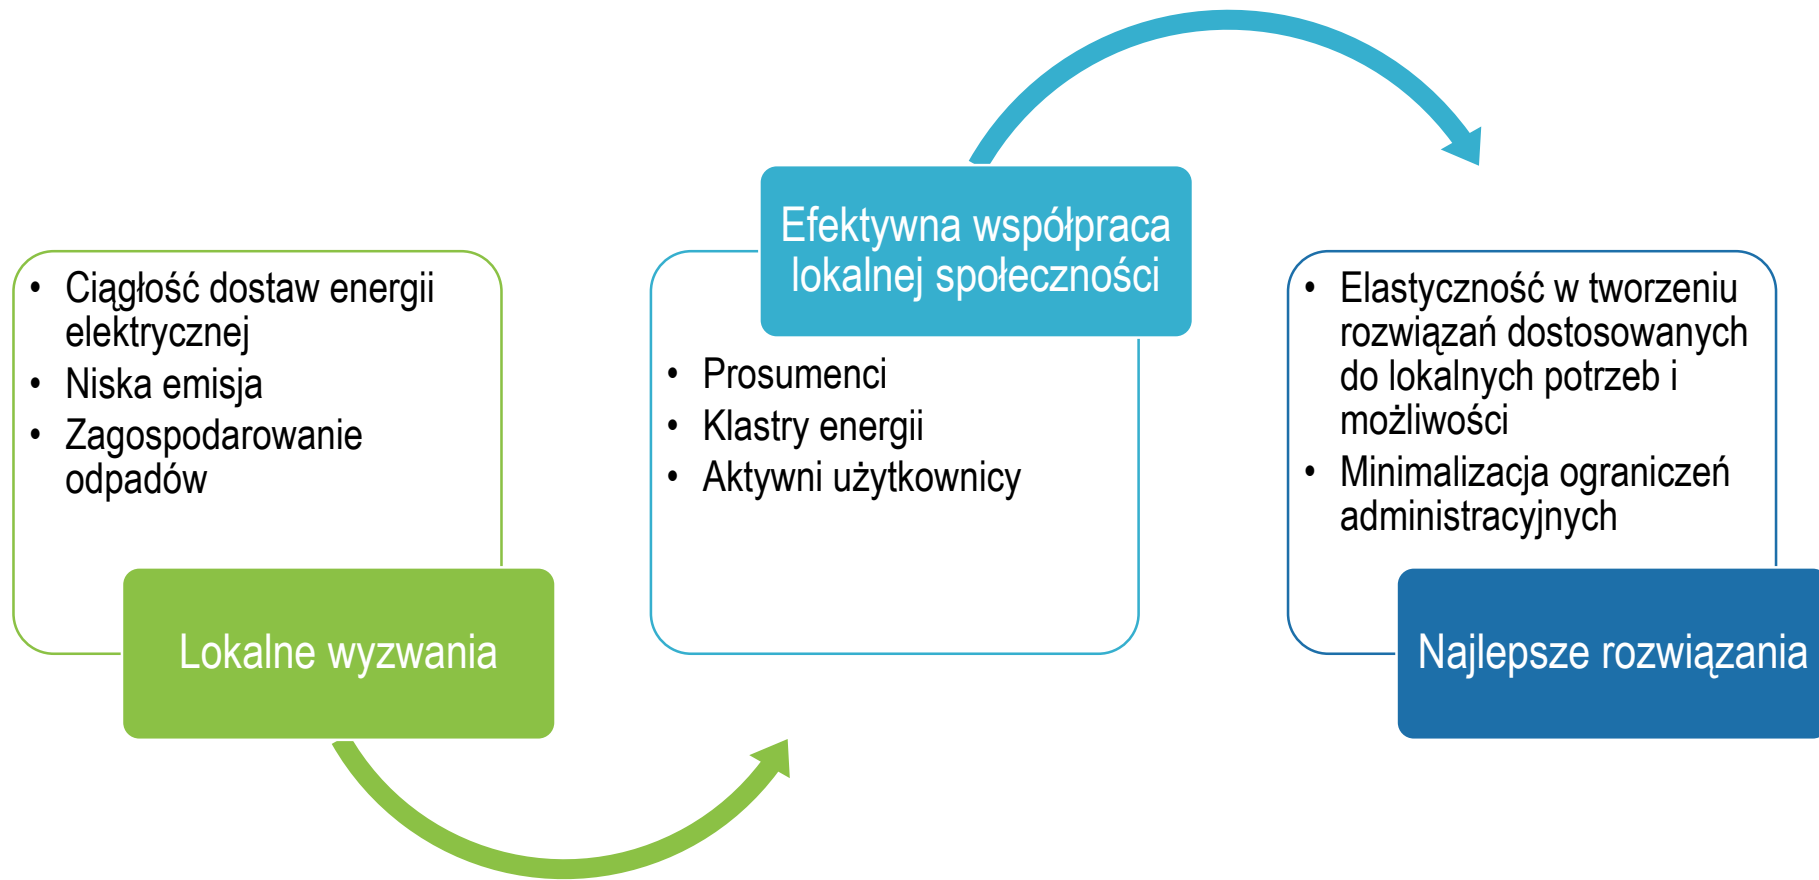 • Ciągłość dostaw energii
elektrycznej
• Niska emisja
• Zagospodarowanie
odpadów
Lokalne wyzwania
Efektywna współpraca
lokalnej społeczności
• Prosumenci
• Klastry energii
• Aktywni użytkownicy
• Elastyczność w tworzeniu
rozwiązań dostosowanych
do lokalnych potrzeb i
możliwości
• Minimalizacja ograniczeń
administracyjnych
Najlepsze rozwiązania